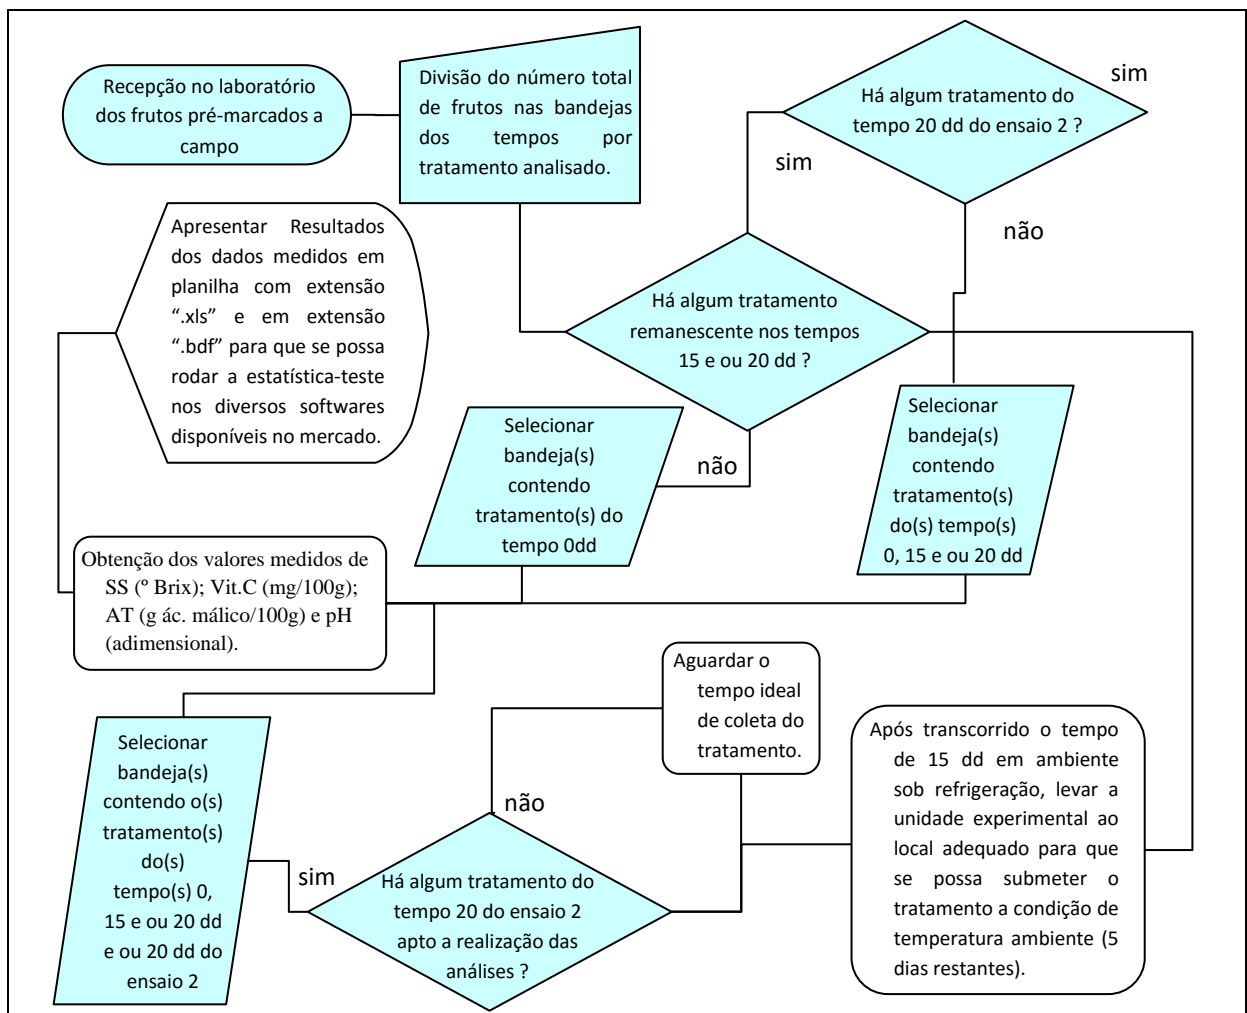 Recepção no laboratório
dos frutos pré-marcados a
campo
Divisão do número total
de frutos nas bandejas
dos tempos por
tratamento analisado.
Há algum tratamento do
tempo 20 dd do ensaio 2 ?
sim
sim
não
Apresentar Resultados
dos dados medidos em
planilha com extensão
“.xls” e em extensão
“.bdf” para que se possa
rodar a estatística-teste
nos diversos softwares
disponíveis no mercado.
Há algum tratamento
remanescente nos tempos
15 e ou 20 dd ?
não
Selecionar
bandeja(s)
contendo
tratamento(s) do
tempo 0dd
Selecionar
bandeja(s)
contendo
tratamento(s)
do(s) tempo(s)
0, 15 e ou 20 dd
Obtenção dos valores medidos de
SS (º Brix); Vit.C (mg/100g);
AT (g ác. málico/100g) e pH
(adimensional).
Aguardar o
tempo ideal
de coleta do
tratamento.
Selecionar
bandeja(s)
contendo o(s)
tratamento(s)
do(s)
tempo(s) 0,
15 e ou 20 dd
e ou 20 dd do
ensaio 2
sim
não
Há algum tratamento do
tempo 20 do ensaio 2
apto a realização das
análises ?
Após transcorrido o tempo
de 15 dd em ambiente
sob refrigeração, levar a
unidade experimental ao
local adequado para que
se possa submeter o
tratamento a condição de
temperatura ambiente (5
dias restantes).